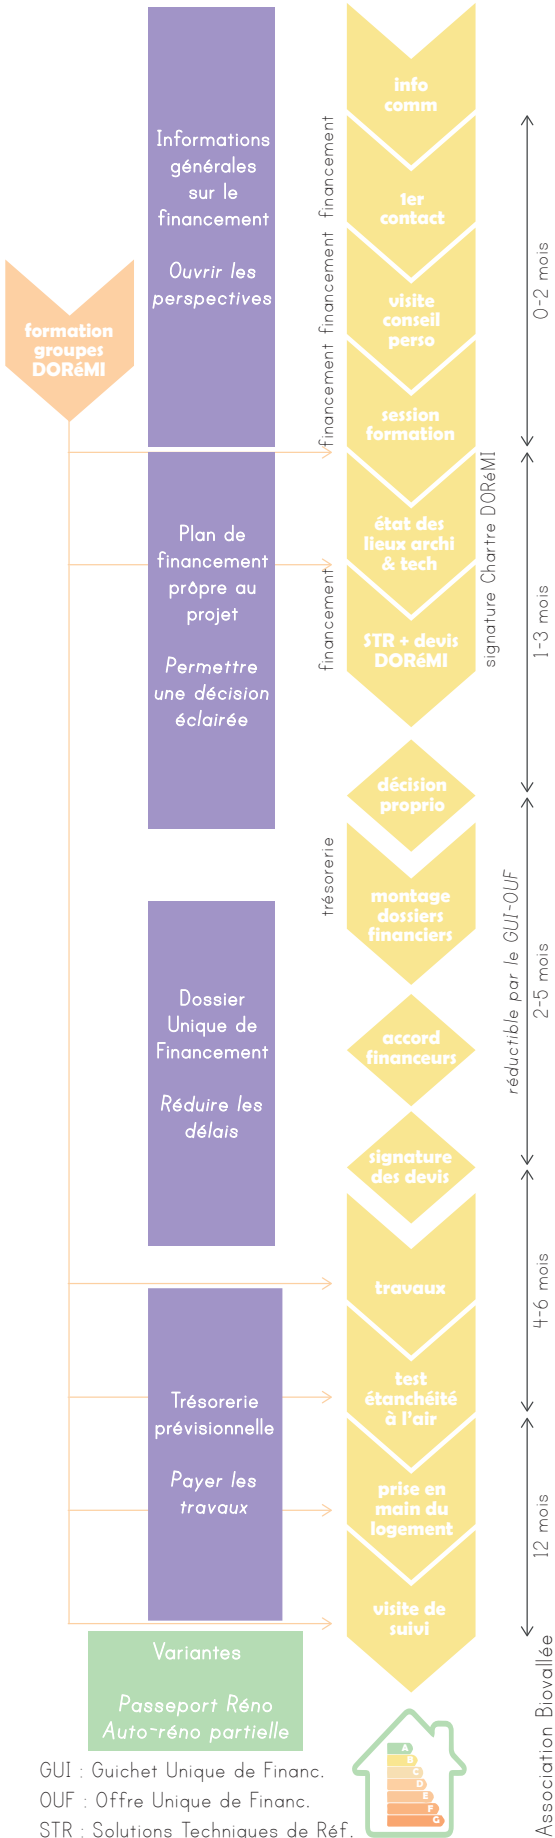 info
comm
1er
contact
visite
conseil
perso
session
formation
état des
lieux archi
& tech
STR + devis
DORéMI
décision
proprio
montage
dossiers
financiers
accord
financeurs
signature
des devis
travaux
test
étanchéité
à l'air
prise en
main du
logement
visite de
suivi
formation
groupes
DORéMI
Informations
générales
sur le
financement
Ouvrir les
perspectives
Plan de
financement
prôpre au
projet
Permettre
une décision
éclairée
Dossier
Unique de
Financement
Réduire les
délais
Trésorerie
prévisionnelle
Payer les
travaux
financement
financement
financement
financement
trésorerie
signature Chartre DORéMI
réductible par le GUI-OUF
0-2 mois
1-3 mois
2-5 mois
4-6 mois
12 mois
Variantes
Passeport Réno
Auto-réno partielle
GUI : Guichet Unique de Financ.
OUF : Offre Unique de Financ.
STR : Solutions Techniques de Réf.
A
B
C
D
E
F
G
Association Biovallée